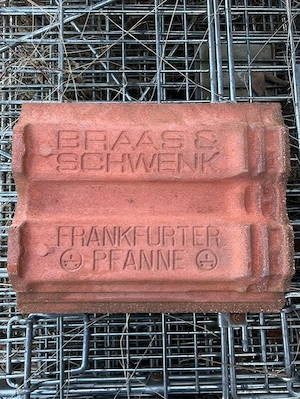 BRAAS &
SCHWENK
FRANKFURTER
PFANNE